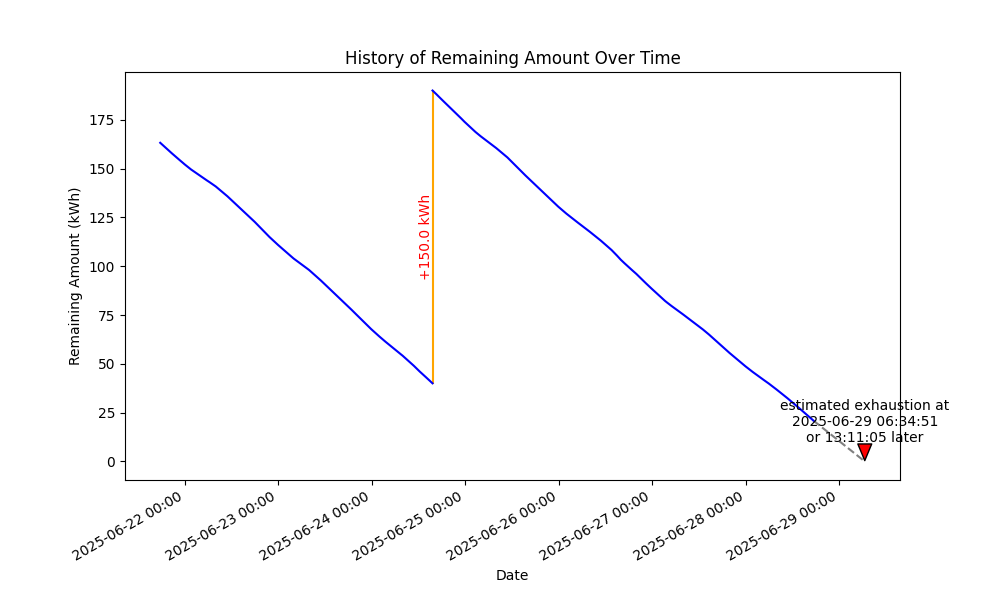 History of Remaining Amount Over Time
Remaining Amount (kWh)
175
150
125
100
75
50
25
0
+150.0 kWh
estimated exhaustion at
2025-06-29 06:34:51
or 13:11:05 later
2025-06-22 00:00
2025-06-23 00:00
2025-06-24 00:00
2025-06-25 00:00
2025-06-26 00:00
2025-06-27 00:00
2025-06-28 00:00
2025-06-29 00:00
Date